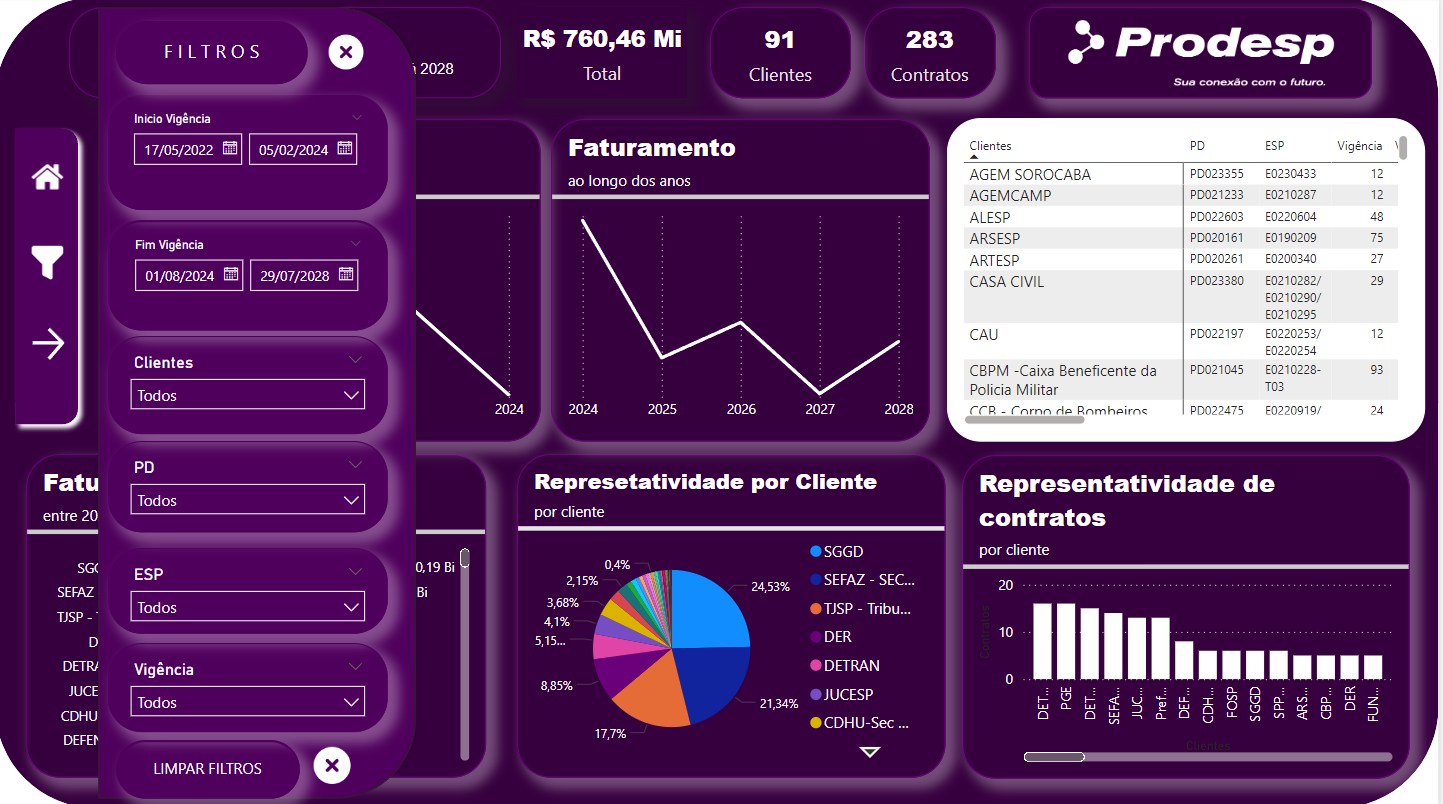 FILTROS
á 2028
R$ 760,46 Mi
Total
91
Clientes
283
Contratos
Prodesp
Sua conexão com o futuro.
Inicio Vigência
17/05/2022
05/02/2024
Fim Vigência
01/08/2024
29/07/2028
Clientes
Todos
PD
Todos
ESP
Todos
Vigência
Todos
LIMPAR FILTROS
2024
Faturamento
ao longo dos anos
2024 2025 2026 2027 2028
Clientes PD ESP Vigência V
AGEM SOROCABA PD023355 E0230433 12
AGEMCAMP PD021233 E0210287 12
ALESP PD022603 E0220604 48
ARSESP PD020161 E0190209 75
ARTESP PD020261 E0200340 27
CASA CIVIL PD023380 E0210282/ 29
E0210290/
E0210295
CAU PD022197 E0220253/ 12
E0220254
CBPM -Caixa Beneficente da PD021045 E0210228- 93
Policia Militar T03
CCB - Corpo de Bombeiros PD022475 E0220919/ 24
Fatu
entre 20
SGG
SEFAZ
TJSP - T
D
DETRA
JUCE
CDHU
DEFEN
0,19 Bi
Bi
Represetatividade por Cliente
por cliente
24,53%
21,34%
17,7%
8,85%
5,15...
4,1%
3,68%
2,15%
0,4%
SGGD
SEFAZ - SEC...
TJSP - Tribu...
DER
DETRAN
JUCESP
CDHU-Sec ...
Representatividade de
contratos
por cliente
Contratos
20
10
0
DET...
PGE
DET...
SEFA...
JUC...
Pref...
DEF...
CDH...
FOSP
SGGD
SPP...
ARS...
CBP...
DER
FUN...
Clientes